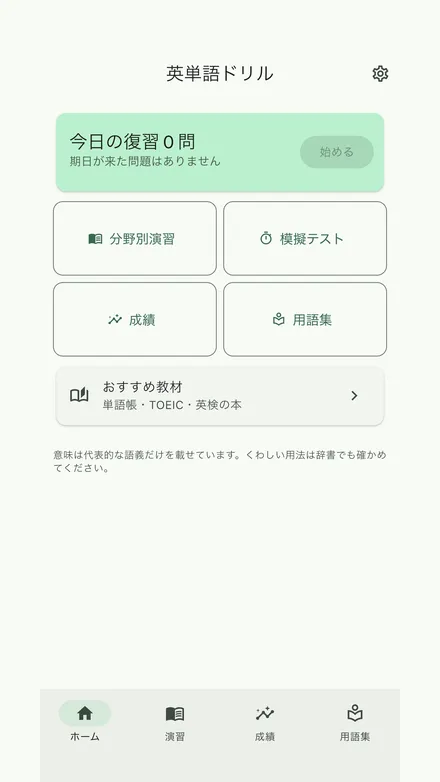 英単語ドリル
今日の復習 0 問
期日が来た問題はありません
始める
分野別演習
模擬テスト
成績
用語集
おすすめ教材
単語帳・TOEIC・英検の本
意味は代表的な語義だけを載せています。くわしい用法は辞書でも確かめ
てください。
ホーム
演習
成績
用語集